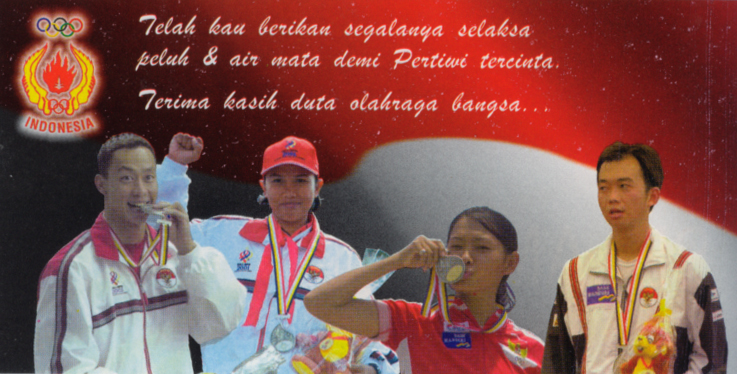 Telah kau berikan segalanya selaksa
peluh & air mata demi Pertiwi tercinta.
Terima kasih duta olahraga bangsa...
INDONESIA